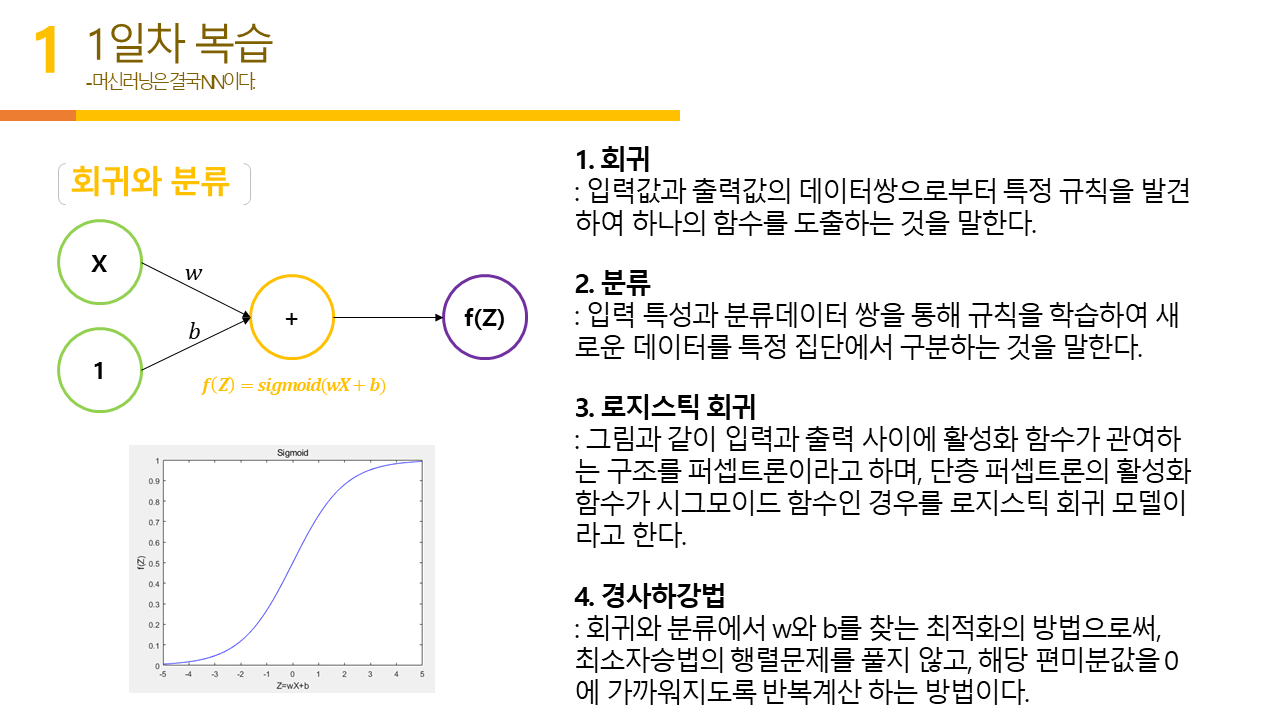 1
1일차 복습
-머신러닝은 결국 NN이다.
회귀와 분류
X
w
1
b
+
f(Z)
f(Z) = sigmoid(wX + b)
Sigmoid
1
0.9
0.8
0.7
0.6
0.5
0.4
0.3
0.2
0.1
0
f(Z)
-5 -4 -3 -2 -1 0 1 2 3 4 5
Z=wX+b
1. 회귀
: 입력값과 출력값의 데이터쌍으로부터 특정 규칙을 발견
하여 하나의 함수를 도출하는 것을 말한다.
2. 분류
: 입력 특성과 분류데이터 쌍을 통해 규칙을 학습하여 새
로운 데이터를 특정 집단에서 구분하는 것을 말한다.
3. 로지스틱 회귀
: 그림과 같이 입력과 출력 사이에 활성화 함수가 관여하
는 구조를 퍼셉트론이라고 하며, 단층 퍼셉트론의 활성화
함수가 시그모이드 함수인 경우를 로지스틱 회귀 모델이
라고 한다.
4. 경사하강법
: 회귀와 분류에서 w와 b를 찾는 최적화의 방법으로써,
최소자승법의 행렬문제를 풀지 않고, 해당 편미분값을 0
에 가까워지도록 반복계산 하는 방법이다.